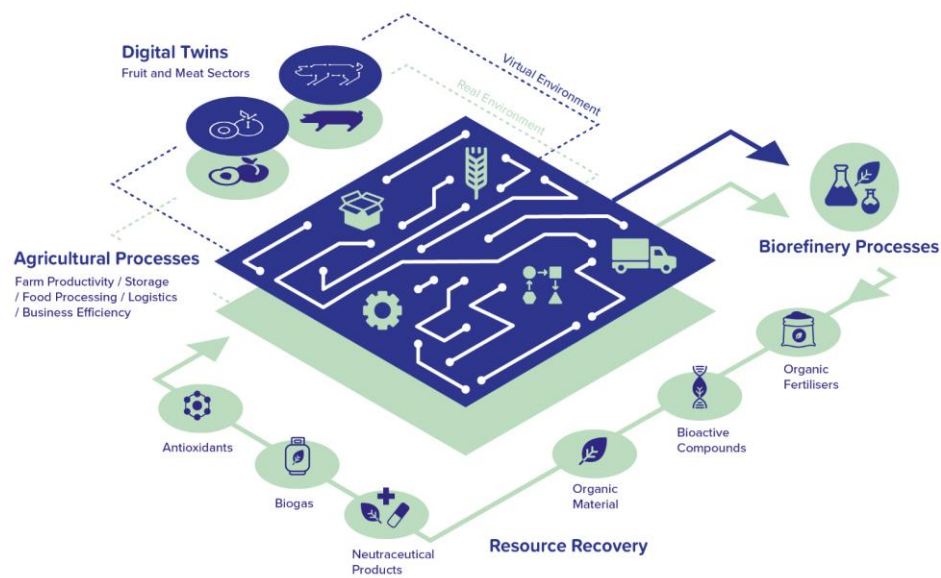 Digital Twins
Fruit and Meat Sectors
Virtual Environment
Real Environment
Agricultural Processes
Farm Productivity / Storage
/ Food Processing / Logistics
/ Business Efficiency
Biorefinery Processes
Organic
Fertilisers
Bioactive
Compounds
Organic
Material
Antioxidants
Biogas
Neutraceutical
Products
Resource Recovery